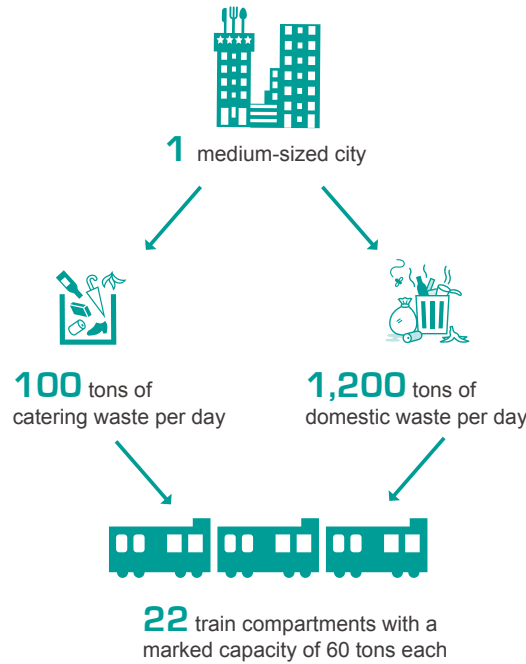 1 medium-sized city
100 tons of
catering waste per day
1,200 tons of
domestic waste per day
22 train compartments with a
marked capacity of 60 tons each